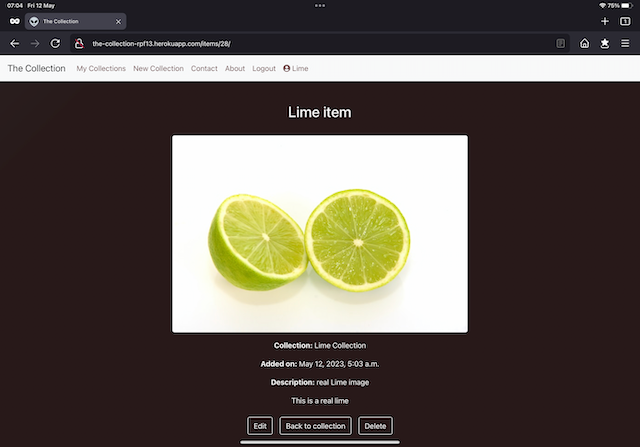 07:04 Fri 12 May
75%
The Collection
the-collection-rpf13.herokuapp.com/items/28/
The Collection My Collections New Collection Contact About Logout Lime
Lime item
Collection: Lime Collection
Added on: May 12, 2023, 5:03 a.m.
Description: real Lime image
This is a real lime
Edit Back to collection Delete